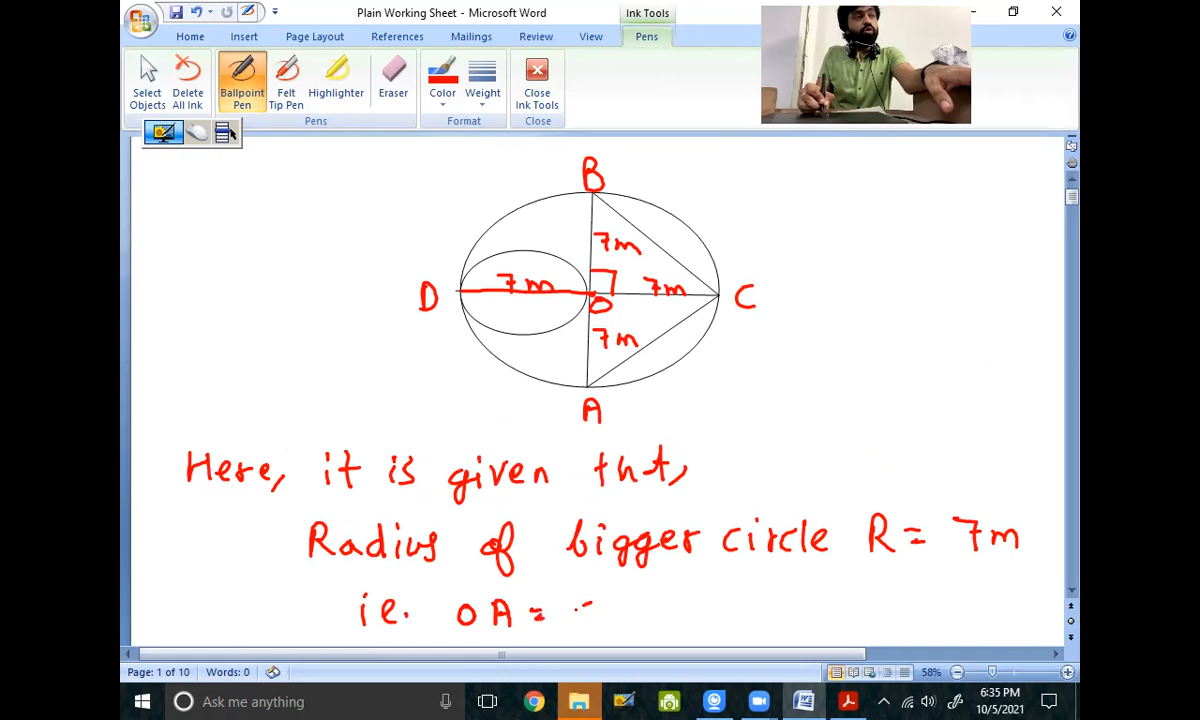 Plain Working Sheet - Microsoft Word
Ink Tools
Home Insert Page Layout References Mailings Review View Pens
Select Objects
Delete All Ink
Ballpoint Pen
Felt Tip Pen
Highlighter
Eraser
Color
Weight
Close Ink Tools
Pens
Format
Close
B
7m
D
7m
7m
C
O
7m
A
Here, it is given tht,
Radius of bigger circle R = 7m
ie. OA =
Page: 1 of 10
Words: 0
58%
Ask me anything
6:35 PM
10/5/2021